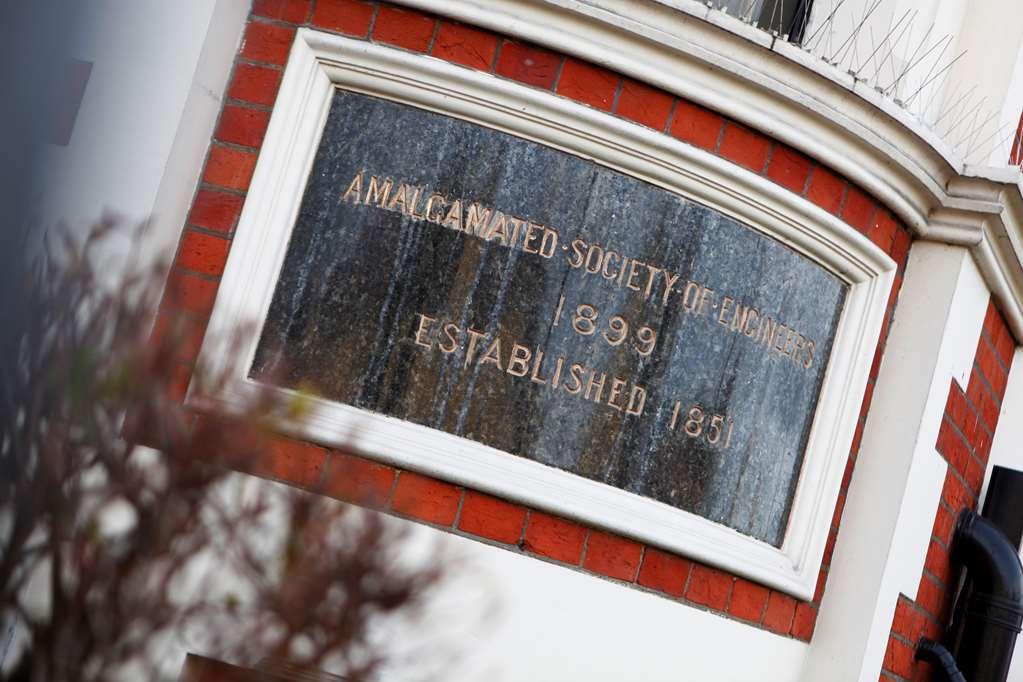 AMALGAMATED·SOCIETY·OF·ENGINEERS
1899
ESTABLISHED 1851